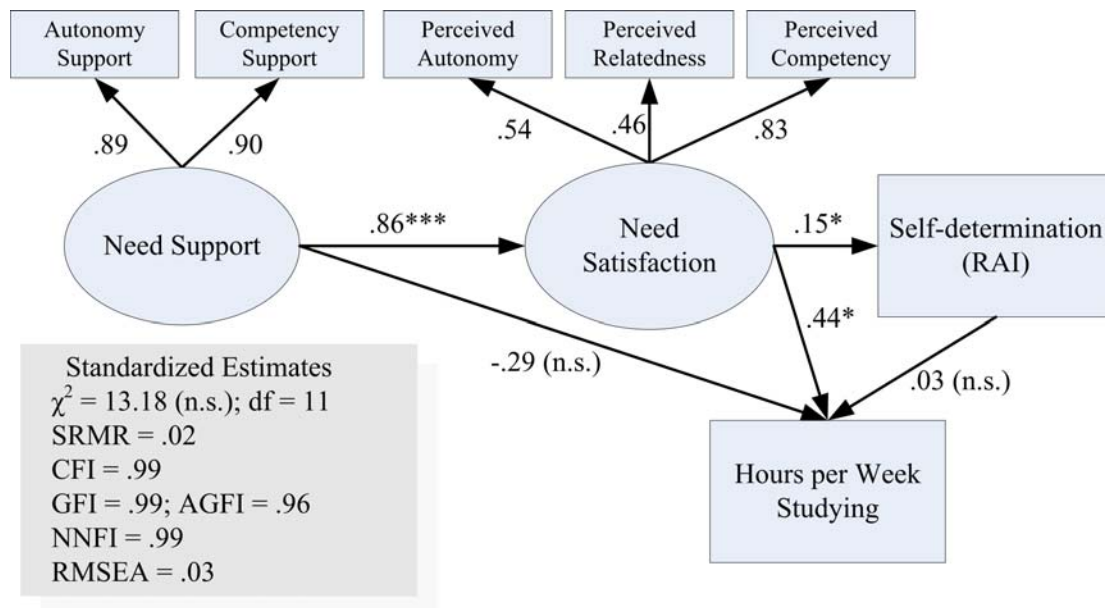 Autonomy
Support
Competency
Support
Perceived
Autonomy
Perceived
Relatedness
Perceived
Competency
.89
.90
.54
.46
.83
Need Support
.86***
Need
Satisfaction
.15*
Self-determination
(RAI)
-.29 (n.s.)
.44*
.03 (n.s.)
Hours per Week
Studying
Standardized Estimates
χ² = 13.18 (n.s.); df = 11
SRMR = .02
CFI = .99
GFI = .99; AGFI = .96
NNFI = .99
RMSEA = .03